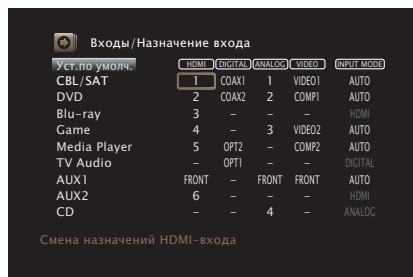 Входы/Назначение входа
Уст.по умолч. HDMI DIGITAL ANALOG VIDEO INPUT MODE
CBL/SAT 1 COAX1 1 VIDEO1 AUTO
DVD 2 COAX2 2 COMP1 AUTO
Blu-ray 3 – – – HDMI
Game 4 – 3 VIDEO2 AUTO
Media Player 5 OPT2 – COMP2 AUTO
TV Audio – OPT1 – – DIGITAL
AUX1 FRONT – FRONT FRONT AUTO
AUX2 6 – – – HDMI
CD – – 4 – ANALOG
Смена назначений HDMI-входа